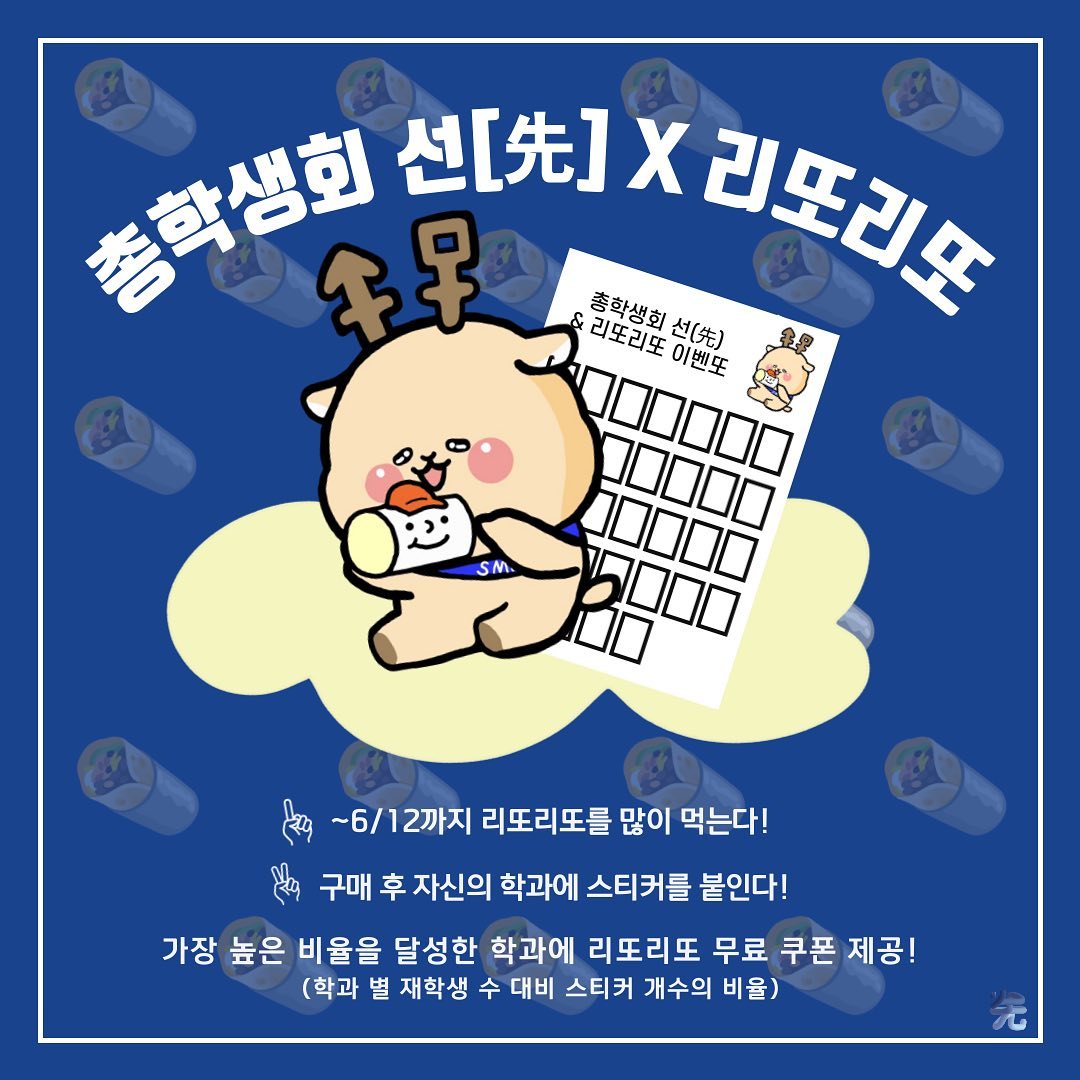 총학생회 선[先] X 리또리또
총학생회 선(先)
& 리또리또 이벤또
~6/12까지 리또리또를 많이 먹는다!
구매 후 자신의 학과에 스티커를 붙인다!
가장 높은 비율을 달성한 학과에 리또리또 무료 쿠폰 제공!
(학과 별 재학생 수 대비 스티커 개수의 비율)
先